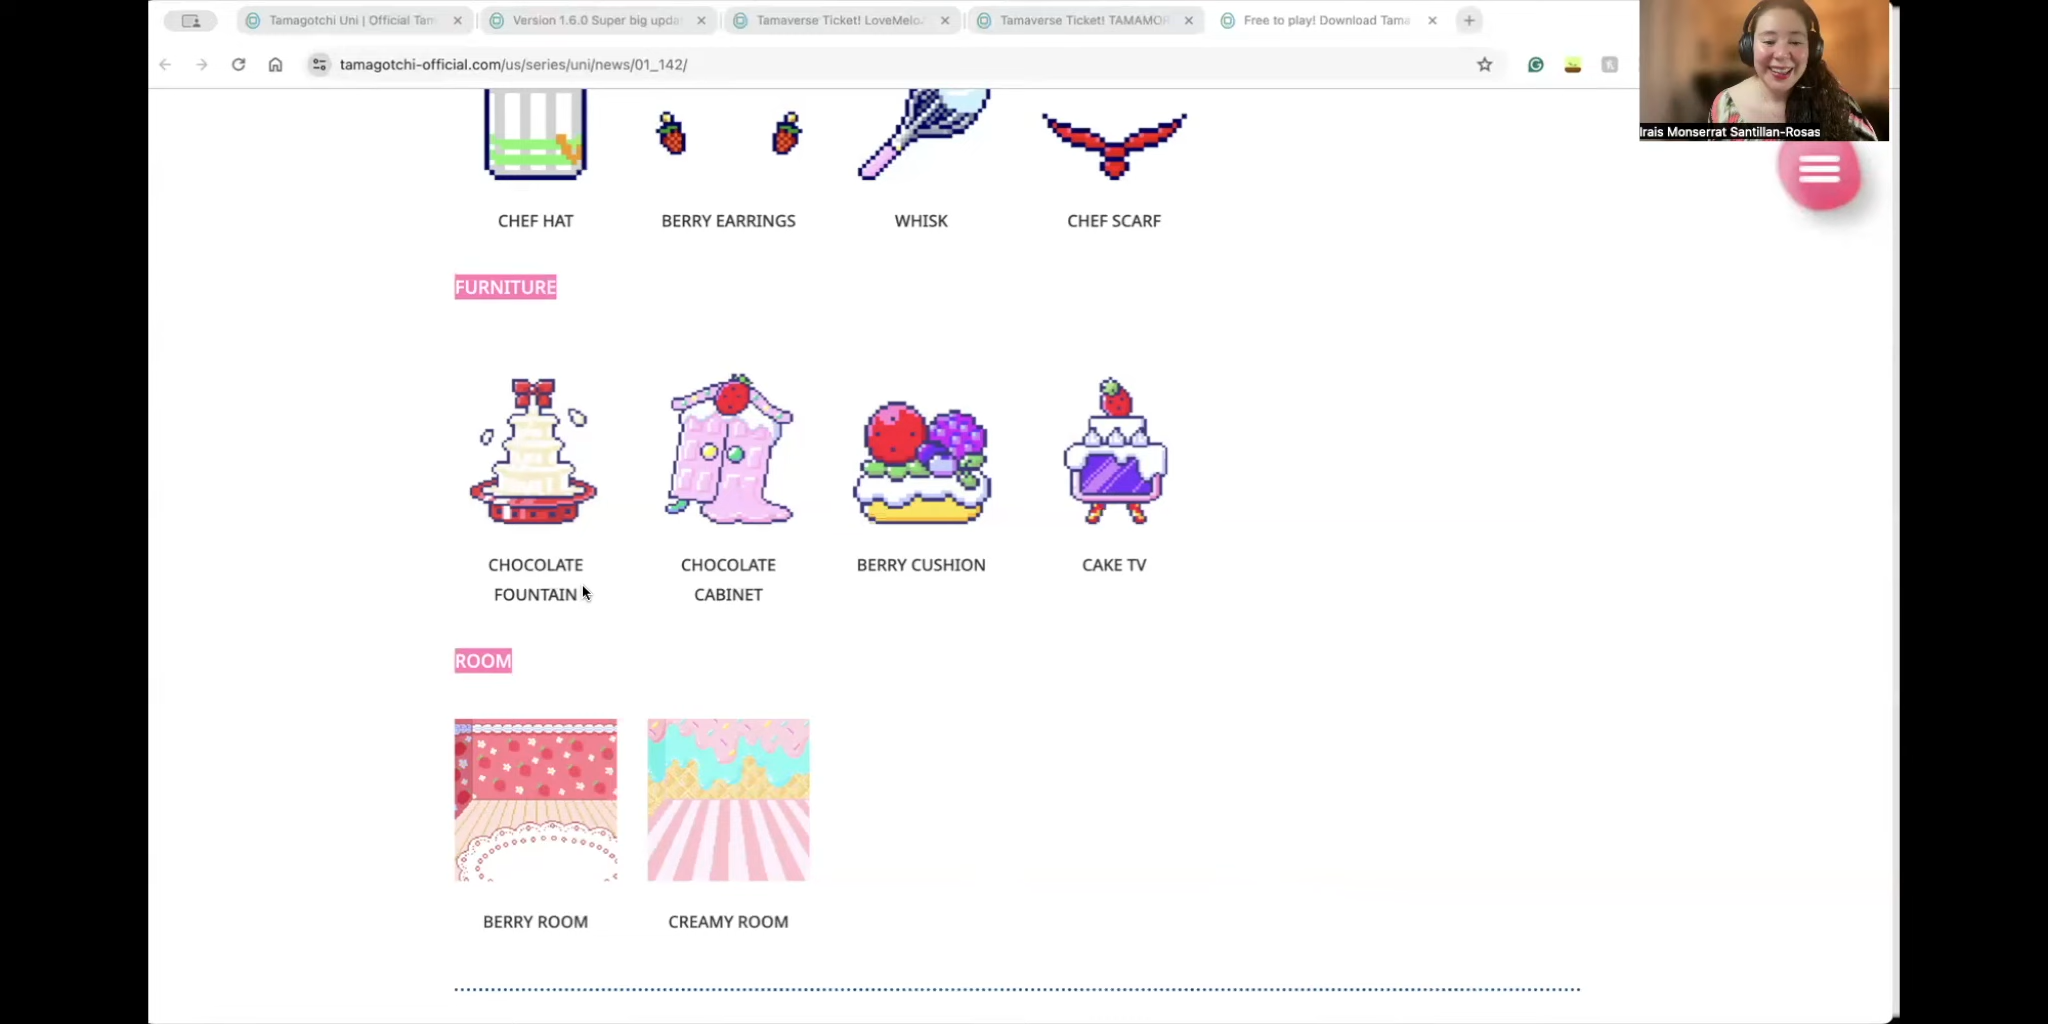 Tamagotchi Uni | Official Tam
Version 1.6.0 Super big upda
Tamaverse Ticket! LoveMelo
Tamaverse Ticket! TAMAMOR
Free to play! Download Tama
tamagotchi-official.com/us/series/uni/news/01_142/
Irais Monserrat Santillan-Rosas
CHEF HAT
BERRY EARRINGS
WHISK
CHEF SCARF
FURNITURE
CHOCOLATE
FOUNTAIN
CHOCOLATE
CABINET
BERRY CUSHION
CAKE TV
ROOM
BERRY ROOM
CREAMY ROOM